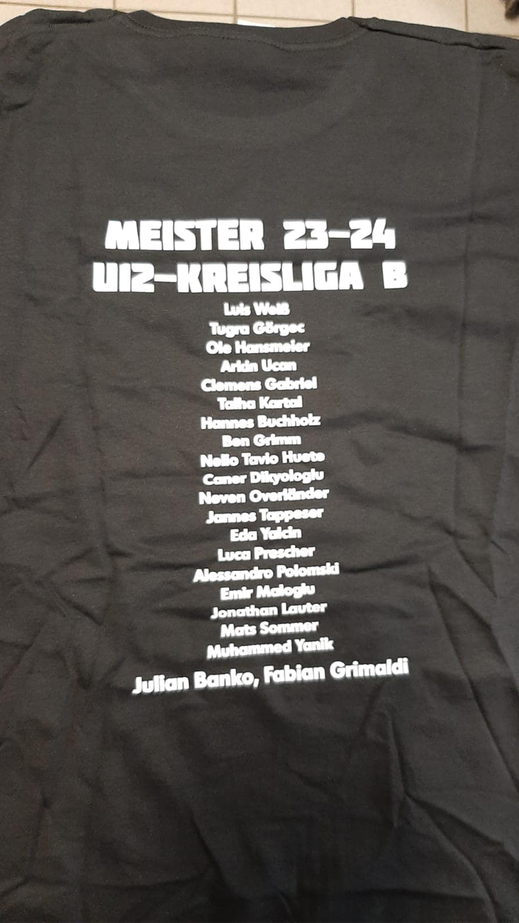 MEISTER 23-24
U12-KREISLIGA B
Luis Weiß
Tugra Görgec
Ole Hansmeier
Arkin Ucan
Clemens Gabriel
Talha Kartal
Hannes Buchholz
Ben Grimm
Nelio Tavio Huete
Caner Dikyologlu
Neven Overländer
Jannes Tappeser
Eda Yalcin
Luca Prescher
Alessandro Polomski
Emir Maloglu
Jonathan Lauter
Mats Sommer
Muhammed Yanik
Julian Banko, Fabian Grimaldi